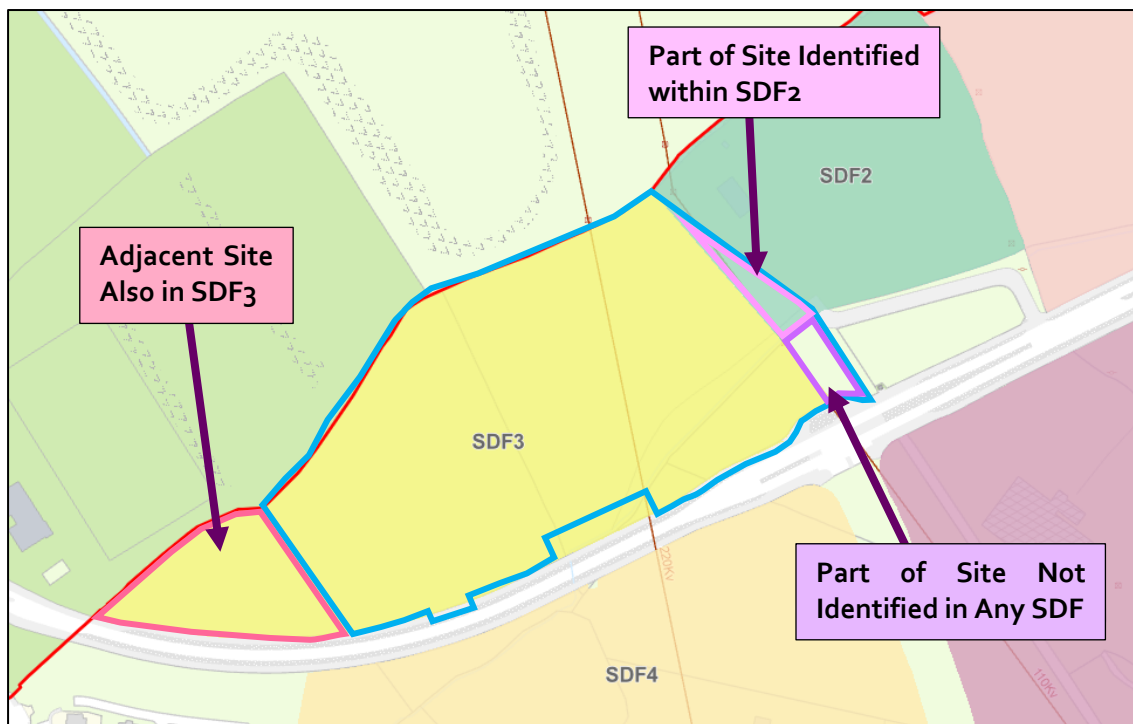 Part of Site Identified
within SDF2
SDF2
Adjacent Site
Also in SDF3
SDF3
220Kv
Part of Site Not
Identified in Any SDF
SDF4
110Kv